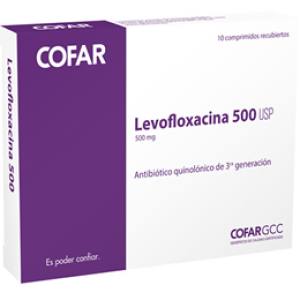 COFAR
10 comprimidos recubiertos
Levofloxacina 500 USP
500 mg
Antibiótico quinolónico de 3ª generación
Levofloxacina 500
Es poder confiar.
COFARGCC